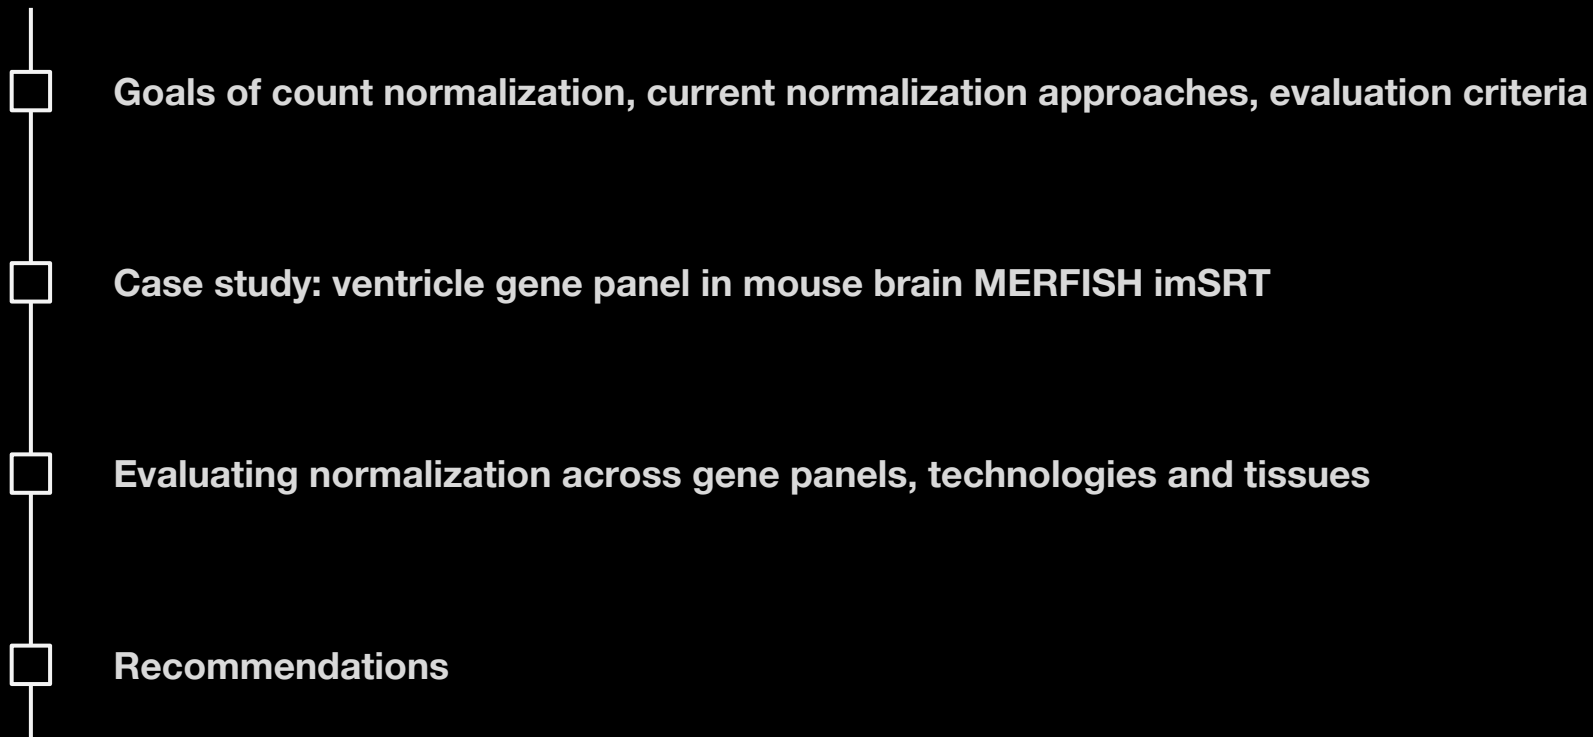 Goals of count normalization, current normalization approaches, evaluation criteria
Case study: ventricle gene panel in mouse brain MERFISH imSRT
Evaluating normalization across gene panels, technologies and tissues
Recommendations